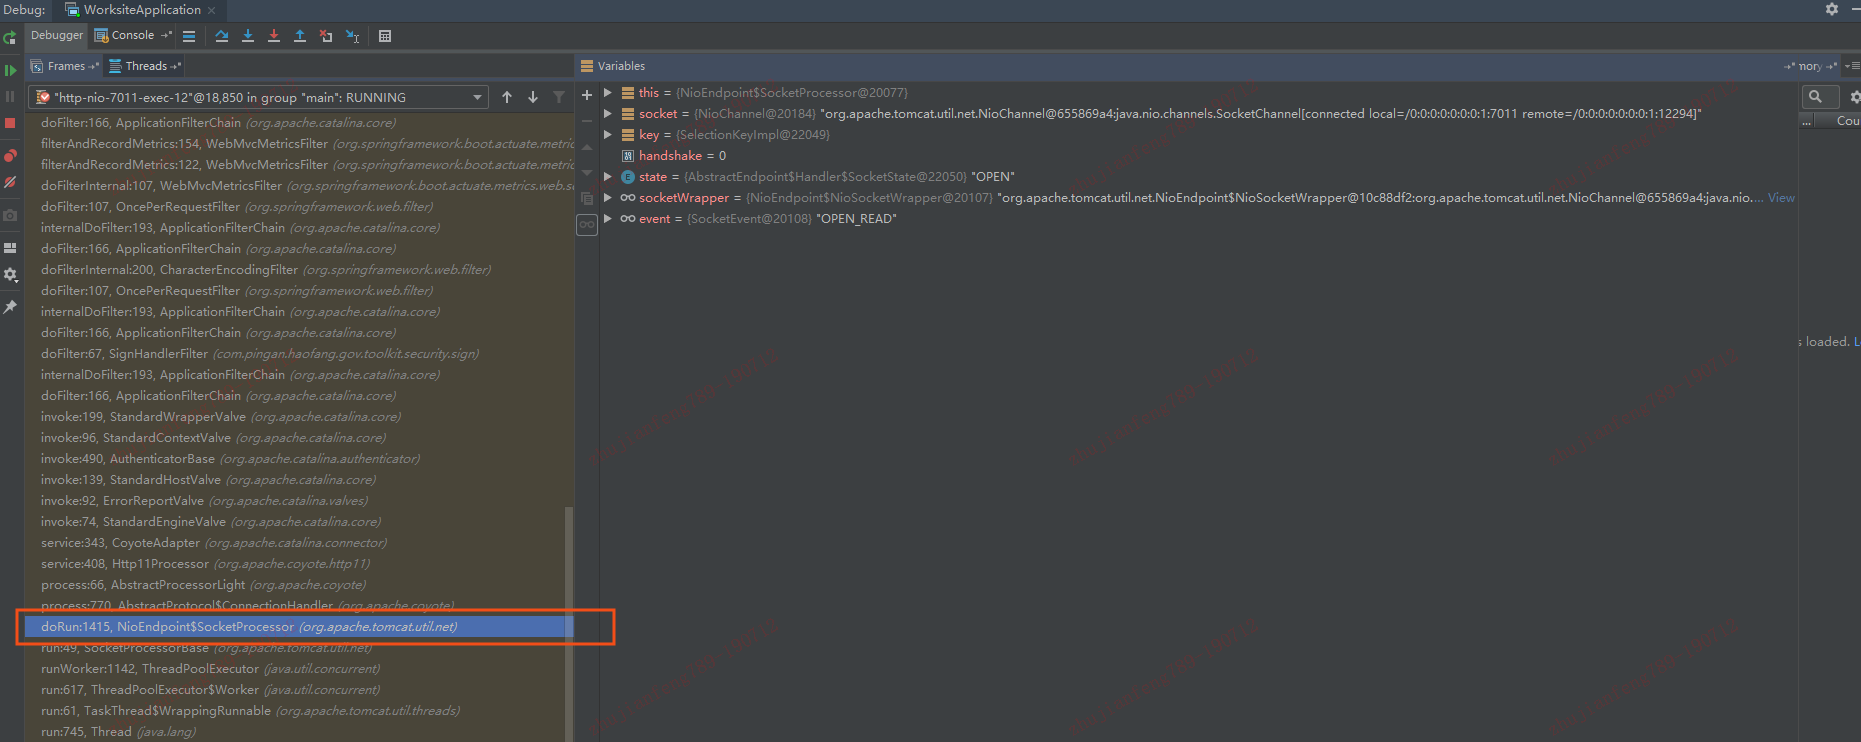 Debug: WorksiteApplication
Debugger Console
Frames Threads
"http-nio-7011-exec-12"@18,850 in group "main": RUNNING
doFilter:166, ApplicationFilterChain (org.apache.catalina.core)
filterAndRecordMetrics:154, WebMvcMetricsFilter (org.springframework.boot.actuate.metric
filterAndRecordMetrics:122, WebMvcMetricsFilter (org.springframework.boot.actuate.metric
doFilterInternal:107, WebMvcMetricsFilter (org.springframework.boot.actuate.metrics.web.s
doFilter:107, OncePerRequestFilter (org.springframework.web.filter)
internalDoFilter:193, ApplicationFilterChain (org.apache.catalina.core)
doFilter:166, ApplicationFilterChain (org.apache.catalina.core)
doFilterInternal:200, CharacterEncodingFilter (org.springframework.web.filter)
doFilter:107, OncePerRequestFilter (org.springframework.web.filter)
internalDoFilter:193, ApplicationFilterChain (org.apache.catalina.core)
doFilter:166, ApplicationFilterChain (org.apache.catalina.core)
doFilter:67, SignHandlerFilter (com.pingan.haofang.gov.toolkit.security.sign)
internalDoFilter:193, ApplicationFilterChain (org.apache.catalina.core)
doFilter:166, ApplicationFilterChain (org.apache.catalina.core)
invoke:199, StandardWrapperValve (org.apache.catalina.core)
invoke:96, StandardContextValve (org.apache.catalina.core)
invoke:490, AuthenticatorBase (org.apache.catalina.authenticator)
invoke:139, StandardHostValve (org.apache.catalina.core)
invoke:92, ErrorReportValve (org.apache.catalina.valves)
invoke:74, StandardEngineValve (org.apache.catalina.core)
service:343, CoyoteAdapter (org.apache.catalina.connector)
service:408, Http11Processor (org.apache.coyote.http11)
process:66, AbstractProcessorLight (org.apache.coyote)
process:770, AbstractProtocol$ConnectionHandler (org.apache.coyote)
doRun:1415, NioEndpoint$SocketProcessor (org.apache.tomcat.util.net)
run:49, SocketProcessorBase (org.apache.tomcat.util.net)
runWorker:1142, ThreadPoolExecutor (java.util.concurrent)
run:617, ThreadPoolExecutor$Worker (java.util.concurrent)
run:61, TaskThread$WrappingRunnable (org.apache.tomcat.util.threads)
run:745, Thread (java.lang)
Variables
this = {NioEndpoint$SocketProcessor@20077}
socket = {NioChannel@20184} "org.apache.tomcat.util.net.NioChannel@655869a4:java.nio.channels.SocketChannel[connected local=/0:0:0:0:0:0:0:1:7011 remote=/0:0:0:0:0:0:0:1:12294]"
key = {SelectionKeyImpl@22049}
handshake = 0
state = {AbstractEndpoint$Handler$SocketState@22050} "OPEN"
socketWrapper = {NioEndpoint$NioSocketWrapper@20107} "org.apache.tomcat.util.net.NioEndpoint$NioSocketWrapper@10c88df2:org.apache.tomcat.util.net.NioChannel@655869a4:java.nio.... View
event = {SocketEvent@20108} "OPEN_READ"
mory
... Cou
s loaded. L